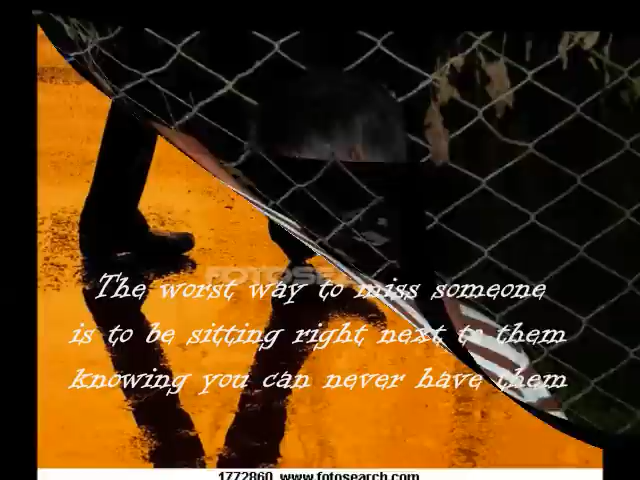 FOTOSEARCH
The worst way to miss someone
is to be sitting right next to them
knowing you can never have them
1772860 www.fotosearch.com